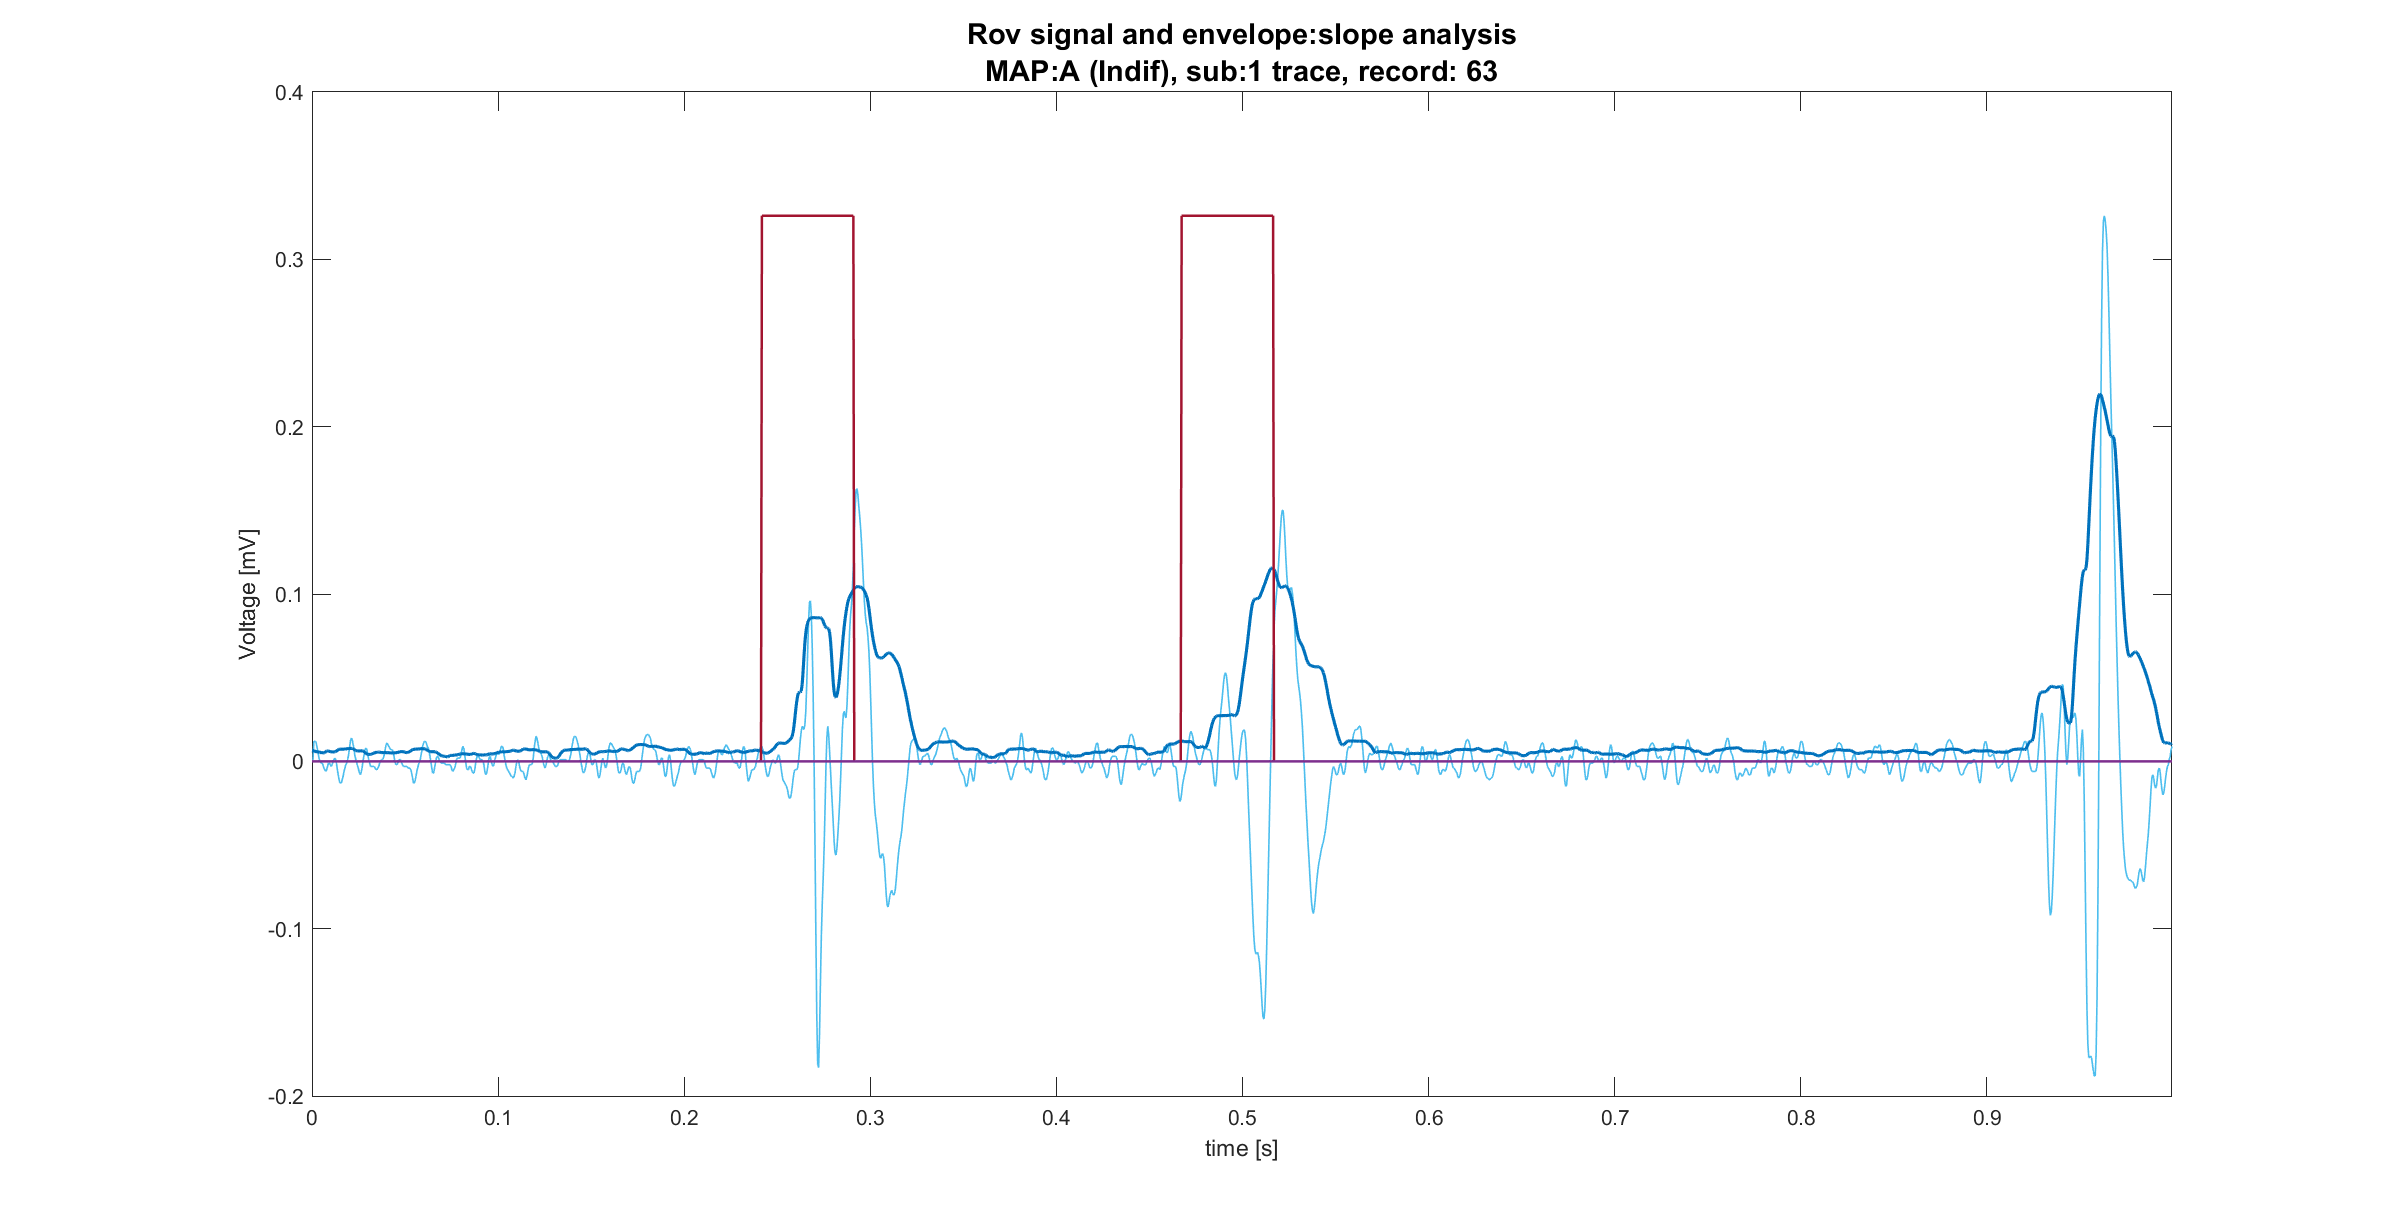 Rov signal and envelope:slope analysis
MAP:A (Indif), sub:1 trace, record: 63
0.4
0.3
0.2
0.1
0
-0.1
-0.2
Voltage [mV]
0 0.1 0.2 0.3 0.4 0.5 0.6 0.7 0.8 0.9
time [s]